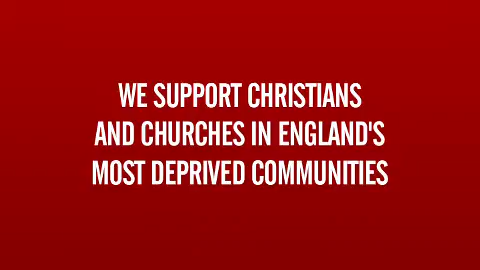 WE SUPPORT CHRISTIANS
AND CHURCHES IN ENGLAND'S
MOST DEPRIVED COMMUNITIES